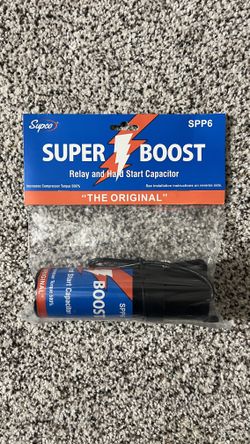 Supco
SPP6
SUPER BOOST
Relay and Hard Start Capacitor
Increases Compressor Torque 500%
See installation instructions on reverse side.
"THE ORIGINAL"
ORIGINAL"
Start Capacitor
BOOST
SPP6